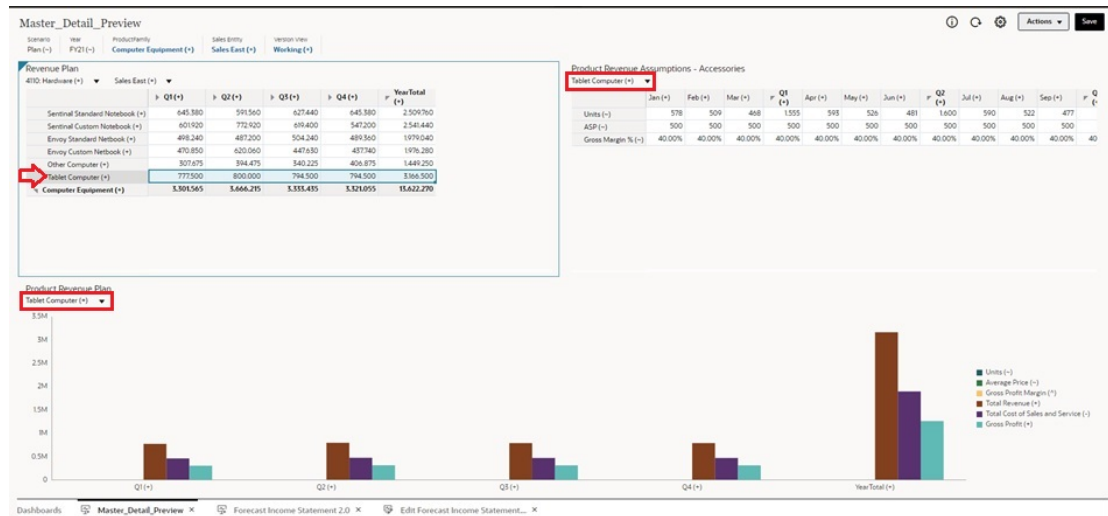 Master_Detail_Preview
Actions ▼ Save
Scenario Year ProductFamily Sales Entity Version View
Plan (~) FY21 (~) Computer Equipment (+) Sales East (+) Working (+)
Revenue Plan
4110: Hardware (+) ▼ Sales East (+) ▼
Q1 (+) Q2 (+) Q3 (+) Q4 (+) YearTotal (+)
Sentinal Standard Notebook (+) 645.380 591.560 627.440 645.380 2.509.760
Sentinal Custom Notebook (+) 601.920 772.920 619.400 547.200 2.541.440
Envoy Standard Netbook (+) 498.240 487.200 504.240 489.360 1.979.040
Envoy Custom Netbook (+) 470.850 620.060 447.630 437.740 1.976.280
Other Computer (+) 307.675 394.475 340.225 406.875 1.449.250
Tablet Computer (+) 777.500 800.000 794.500 794.500 3.166.500
Computer Equipment (+) 3.301.565 3.666.215 3.333.435 3.321.055 13.622.270
Product Revenue Assumptions - Accessories
Tablet Computer (+) ▼
Jan (+) Feb (+) Mar (+) Q1 (+) Apr (+) May (+) Jun (+) Q2 (+) Jul (+) Aug (+) Sep (+)
Units (~) 578 509 468 1.555 593 526 481 1.600 590 522 477
ASP (~) 500 500 500 500 500 500 500 500 500 500 500
Gross Margin % (~) 40.00% 40.00% 40.00% 40.00% 40.00% 40.00% 40.00% 40.00% 40.00% 40.00% 40.00% 40
Product Revenue Plan
Tablet Computer (+) ▼
3.5M
3M
2.5M
2M
1.5M
1M
0.5M
0
Q1 (+) Q2 (+) Q3 (+) Q4 (+) YearTotal (+)
Units (~)
Average Price (~)
Gross Profit Margin (^)
Total Revenue (+)
Total Cost of Sales and Service (-)
Gross Profit (+)
Dashboards Master_Detail_Preview × Forecast Income Statement 2.0 × Edit Forecast Income Statement... ×